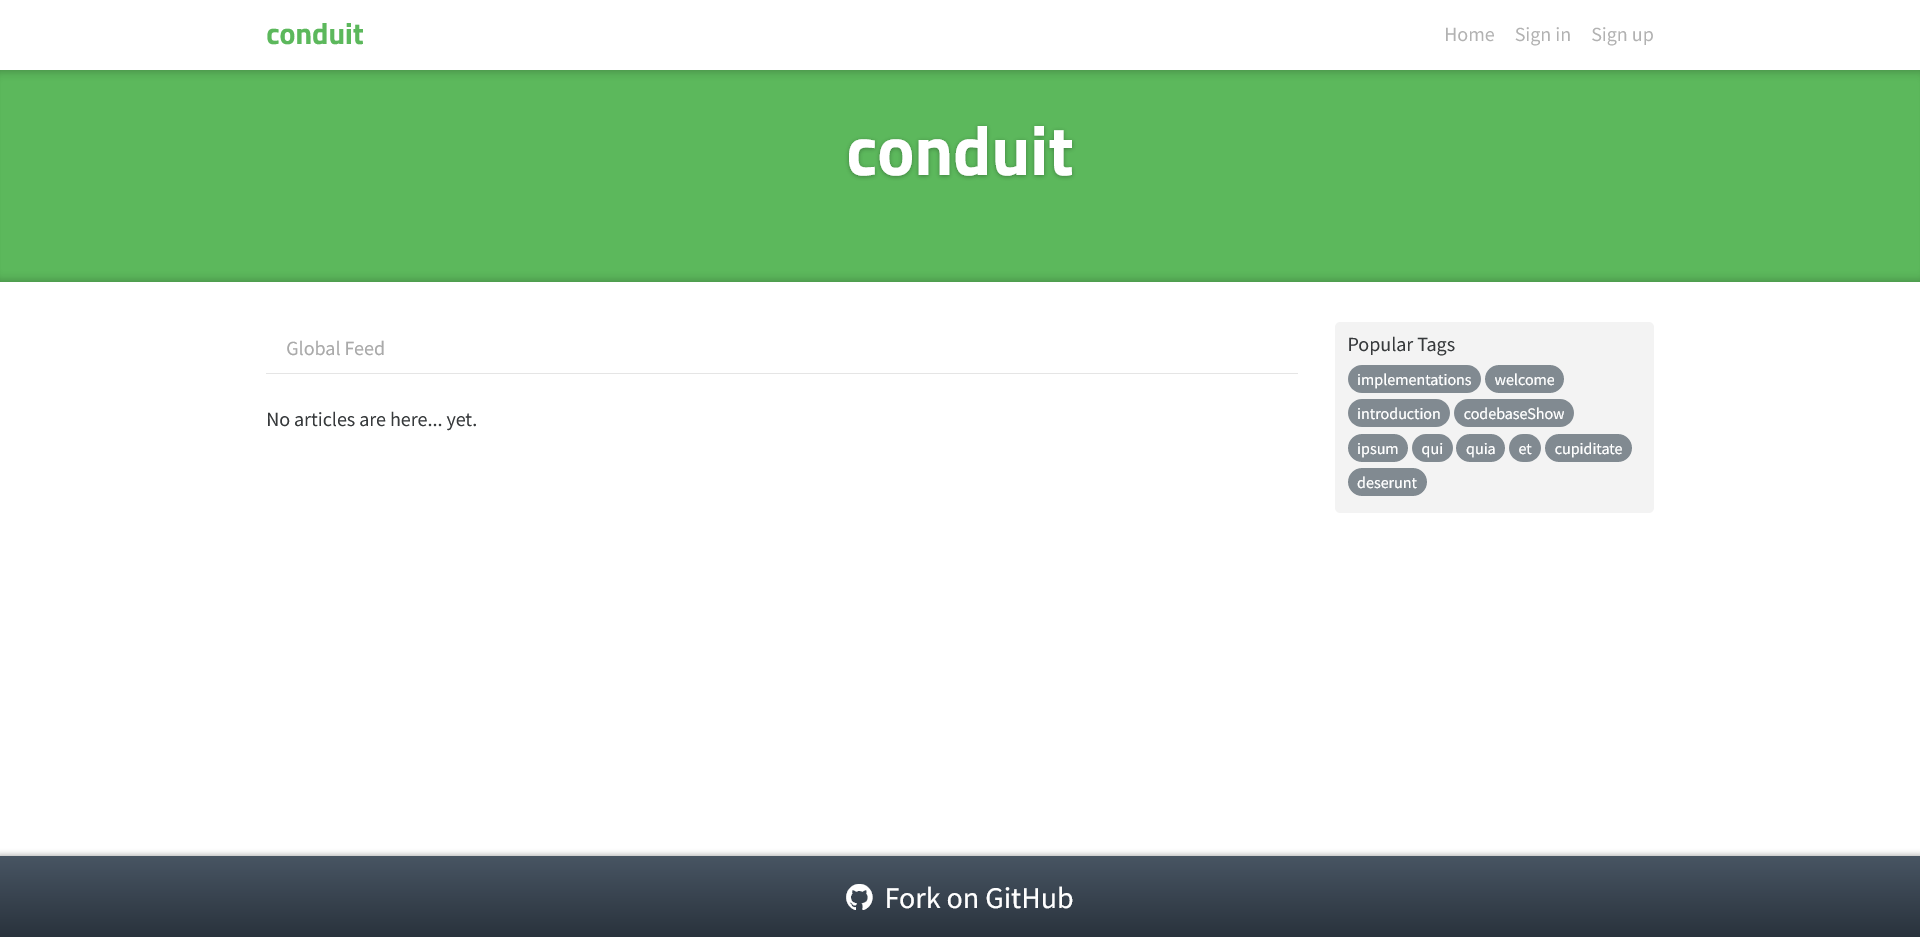 conduit
Home Sign in Sign up
conduit
Global Feed
No articles are here... yet.
Popular Tags
implementations welcome
introduction codebaseShow
ipsum qui quia et cupiditate
deserunt
Fork on GitHub